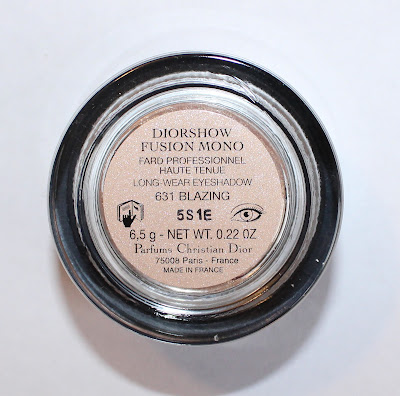 DIORSHOW
FUSION MONO
FARD PROFESSIONNEL
HAUTE TENUE
LONG-WEAR EYESHADOW
631 BLAZING
5S1E
6,5 g - NET WT. 0.22 OZ
Parfums Christian Dior
75008 Paris - France
MADE IN FRANCE